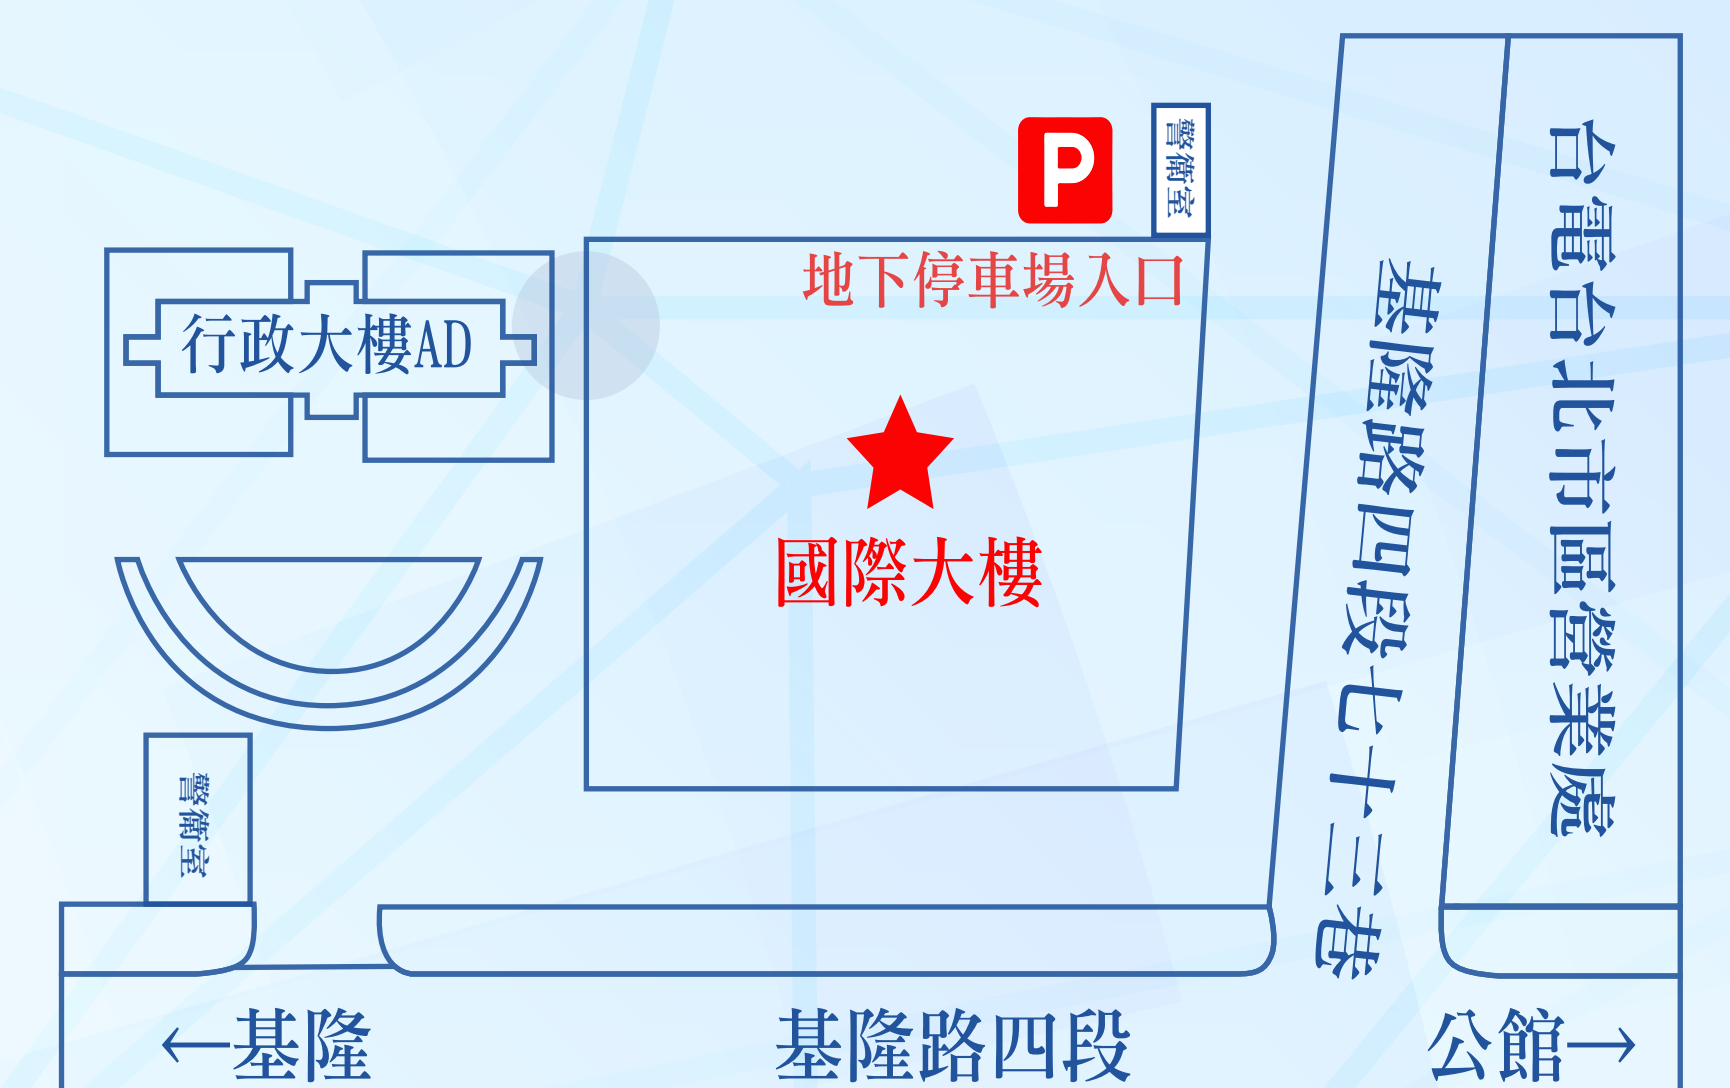 P
警衛室
地下停車場入口
行政大樓AD
國際大樓
基隆路四段七十三巷
台電台北市區營業處
警衛室
←基隆
基隆路四段
公館→